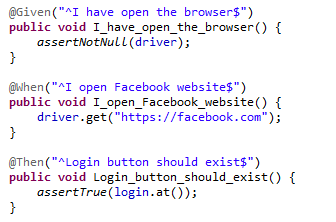 @Given("^I have open the browser$")
public void I_have_open_the_browser() {
    assertNotNull(driver);
}
@When("^I open Facebook website$")
public void I_open_Facebook_website() {
    driver.get("https://facebook.com");
}
@Then("^Login button should exist$")
public void Login_button_should_exist() {
    assertTrue(login.at());
}